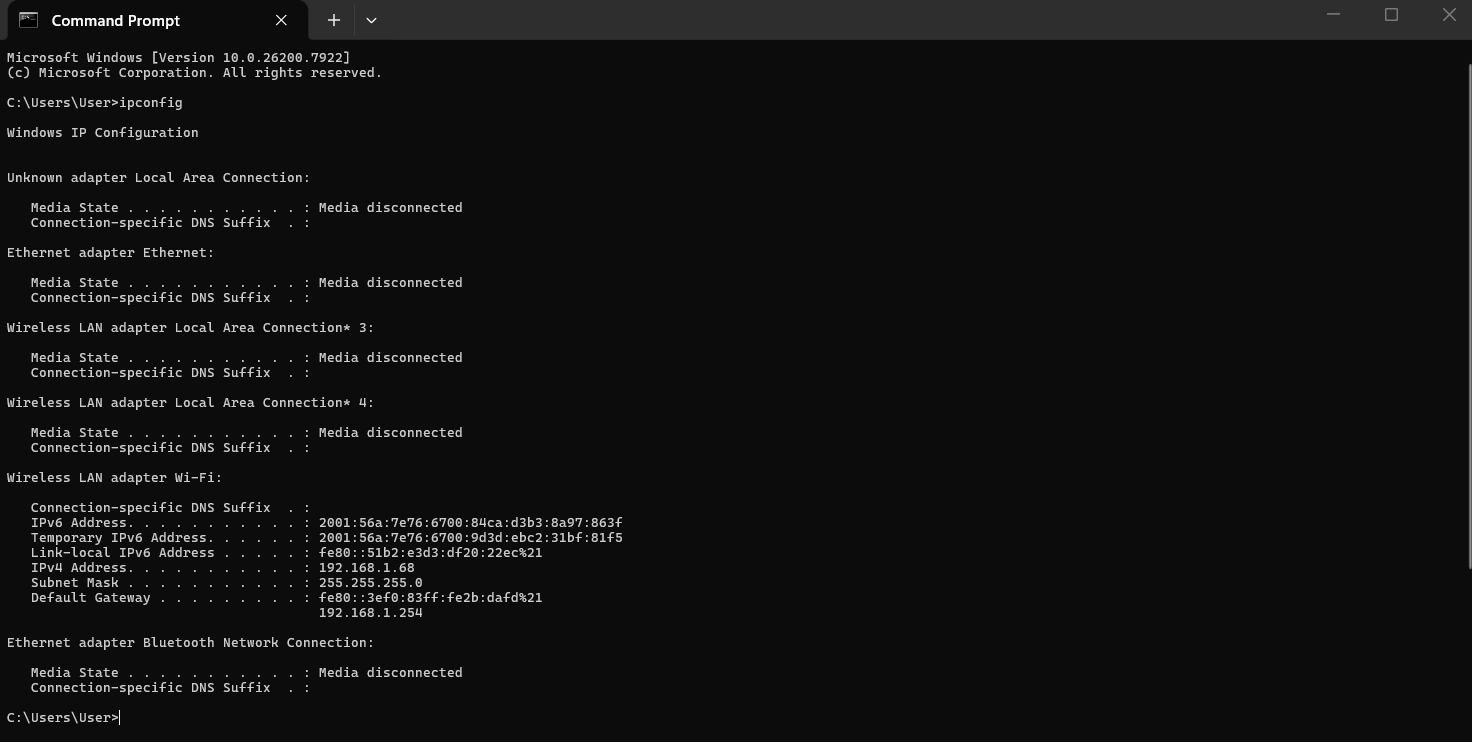 Command Prompt
Microsoft Windows [Version 10.0.26200.7922]
(c) Microsoft Corporation. All rights reserved.
C:\Users\User>ipconfig
Windows IP Configuration
Unknown adapter Local Area Connection:
   Media State . . . . . . . . . . . : Media disconnected
   Connection-specific DNS Suffix  . :
Ethernet adapter Ethernet:
   Media State . . . . . . . . . . . : Media disconnected
   Connection-specific DNS Suffix  . :
Wireless LAN adapter Local Area Connection* 3:
   Media State . . . . . . . . . . . : Media disconnected
   Connection-specific DNS Suffix  . :
Wireless LAN adapter Local Area Connection* 4:
   Media State . . . . . . . . . . . : Media disconnected
   Connection-specific DNS Suffix  . :
Wireless LAN adapter Wi-Fi:
   Connection-specific DNS Suffix  . :
   IPv6 Address. . . . . . . . . . . : 2001:56a:7e76:6700:84ca:d3b3:8a97:863f
   Temporary IPv6 Address. . . . . . : 2001:56a:7e76:6700:9d3d:ebc2:31bf:81f5
   Link-local IPv6 Address . . . . . : fe80::51b2:e3d3:df20:22ec%21
   IPv4 Address. . . . . . . . . . . : 192.168.1.68
   Subnet Mask . . . . . . . . . . . : 255.255.255.0
   Default Gateway . . . . . . . . . : fe80::3ef0:83ff:fe2b:dafd%21
                                       192.168.1.254
Ethernet adapter Bluetooth Network Connection:
   Media State . . . . . . . . . . . : Media disconnected
   Connection-specific DNS Suffix  . :
C:\Users\User>